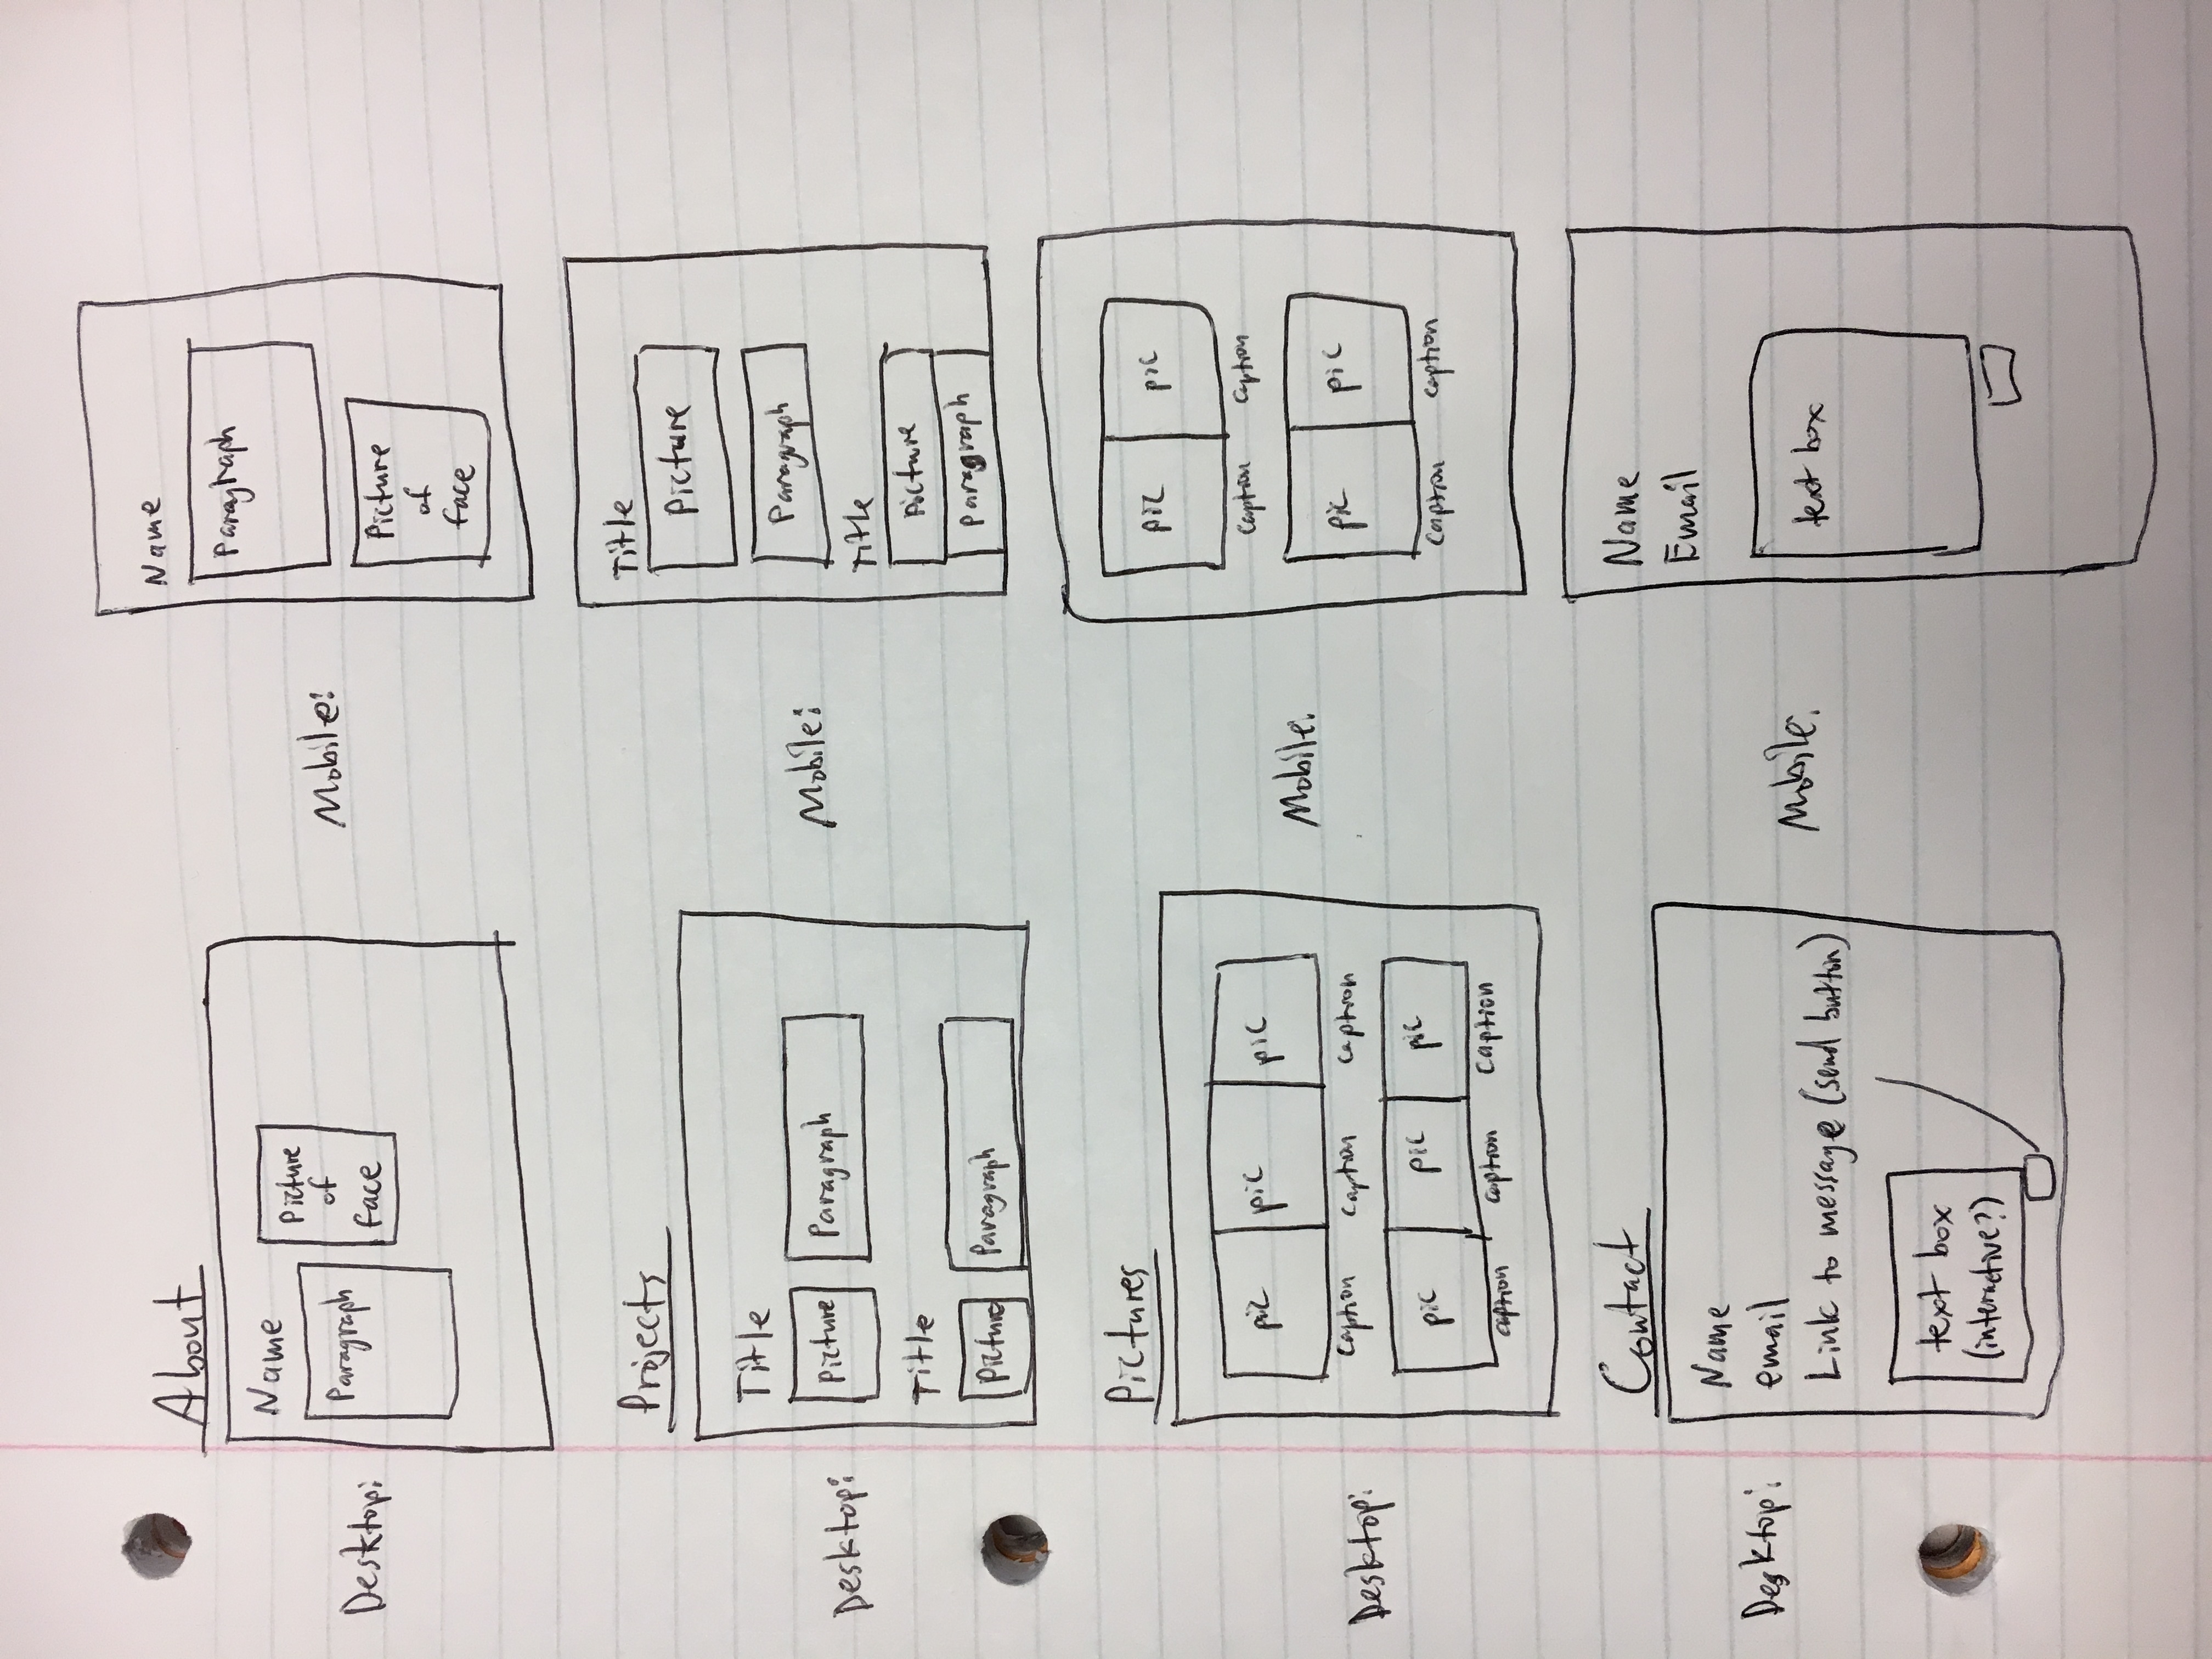 About
Desktop:
Name
Paragraph
Picture
of
face
Mobile:
Name
Paragraph
Picture
of
face
Projects
Desktop:
Title
Picture
Paragraph
Title
Picture
Paragraph
Mobile:
Title
Picture
Paragraph
Title
Picture
Paragraph
Pictures
Desktop:
pic pic pic
caption caption caption
pic pic pic
caption caption Caption
Mobile:
pic pic
caption caption
pic pic
caption caption
Contact
Desktop:
Name
email
Link to message (send button)
text box
(interactive?)
Mobile:
Name
Email
text box